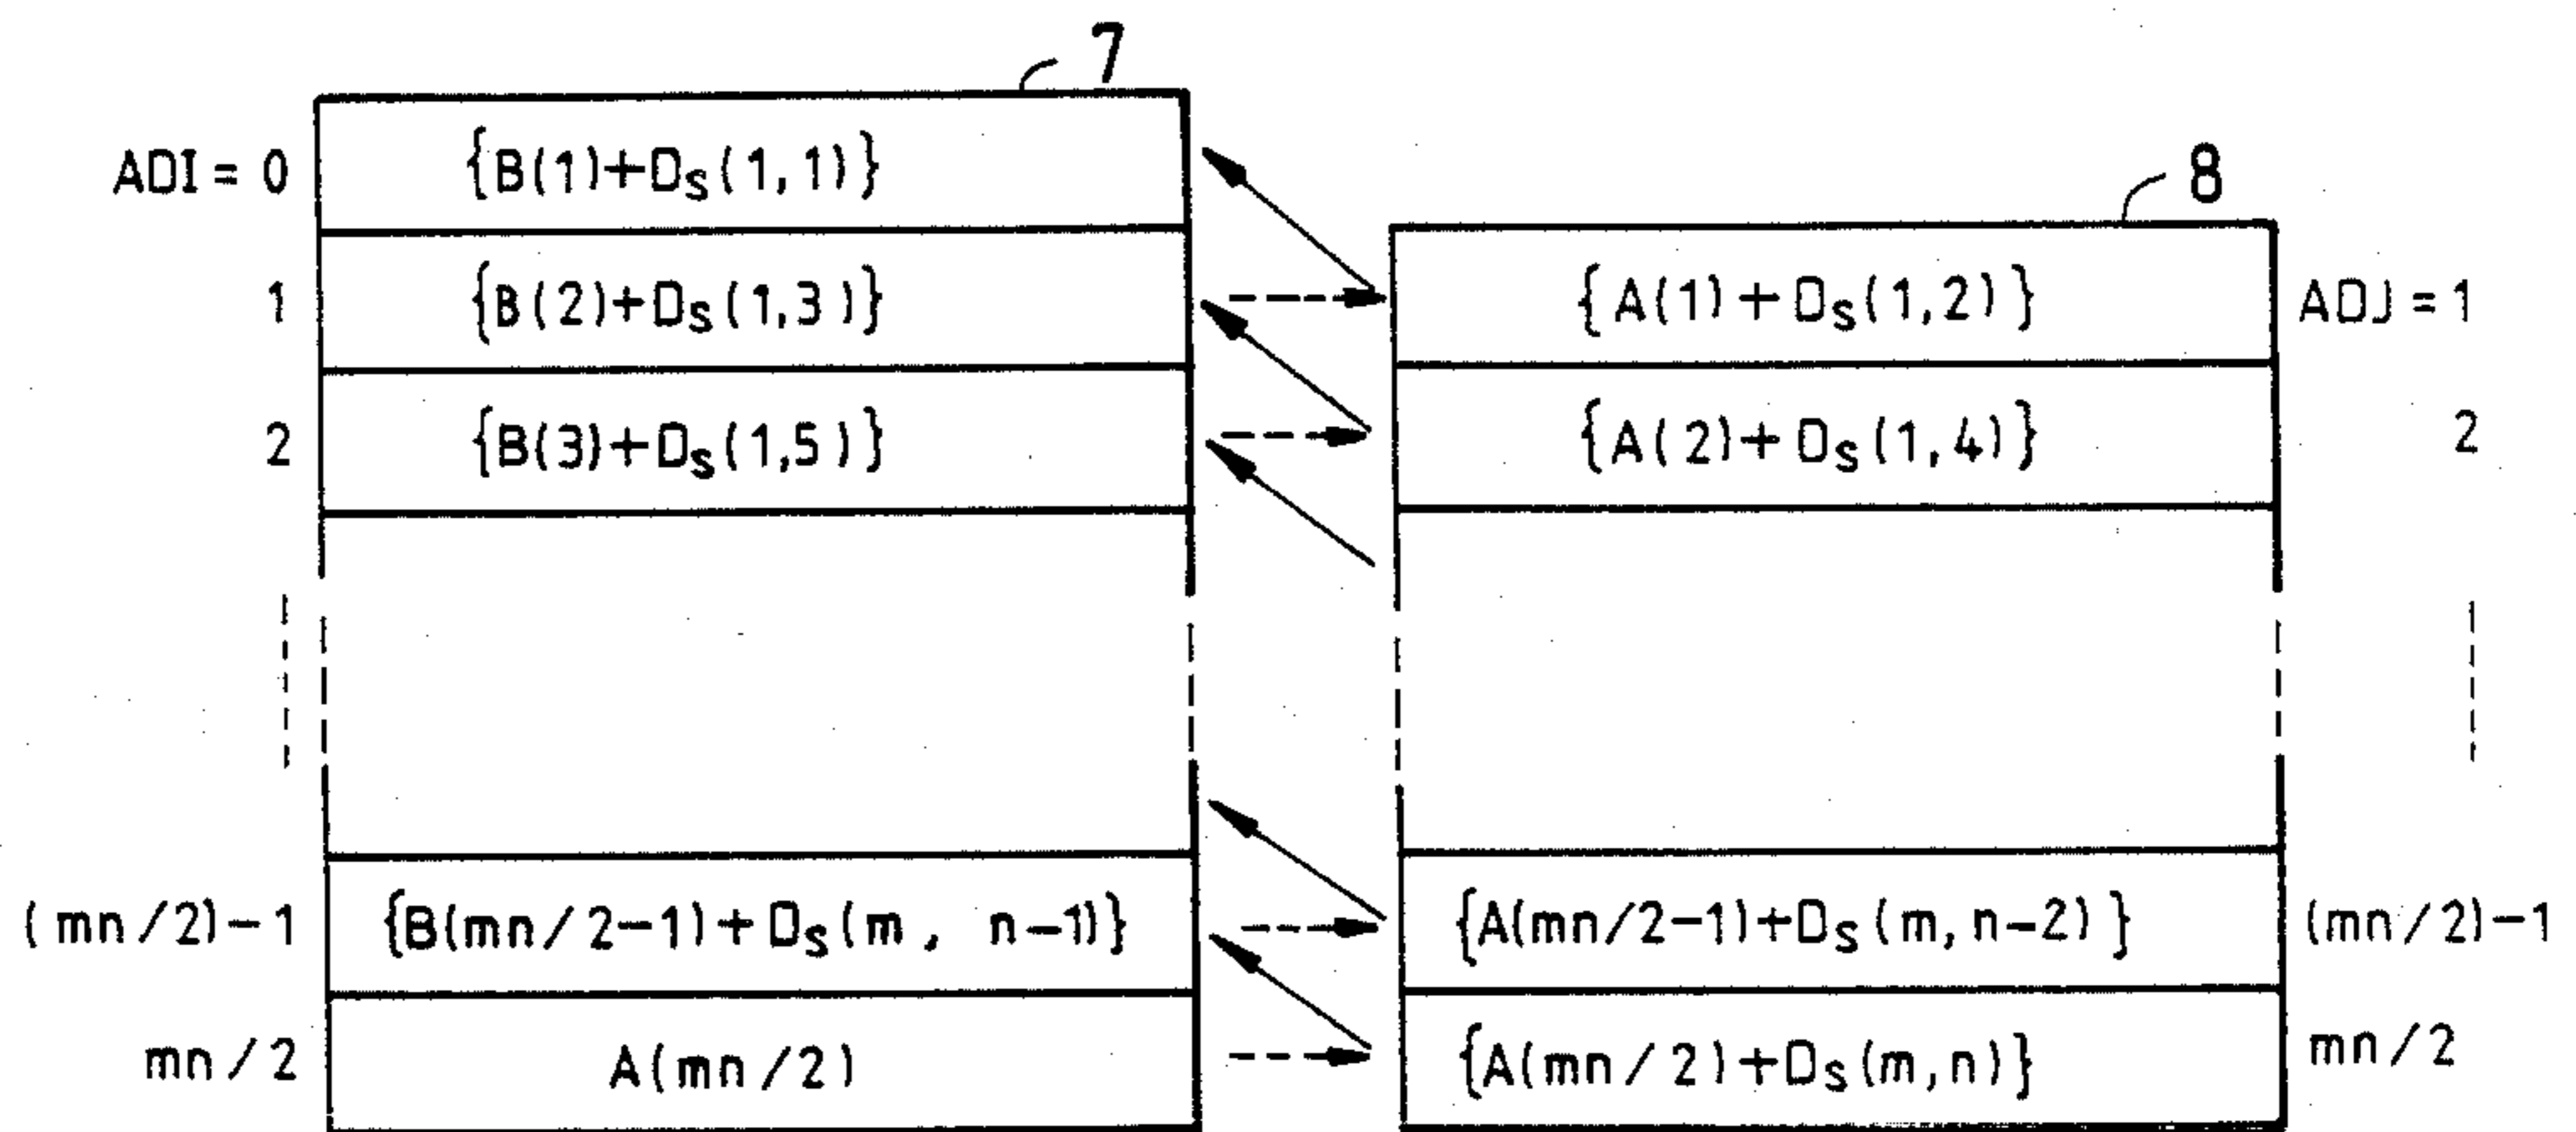 7
ADI = 0 {B(1)+Ds(1,1)}
8
1 {B(2)+Ds(1,3)} {A(1)+Ds(1,2)} ADJ = 1
2 {B(3)+Ds(1,5)} {A(2)+Ds(1,4)} 2
(mn/2)-1 {B(mn/2-1)+Ds(m, n-1)} {A(mn/2-1)+Ds(m,n-2)} (mn/2)-1
mn/2 A(mn/2) {A(mn/2)+Ds(m,n)} mn/2